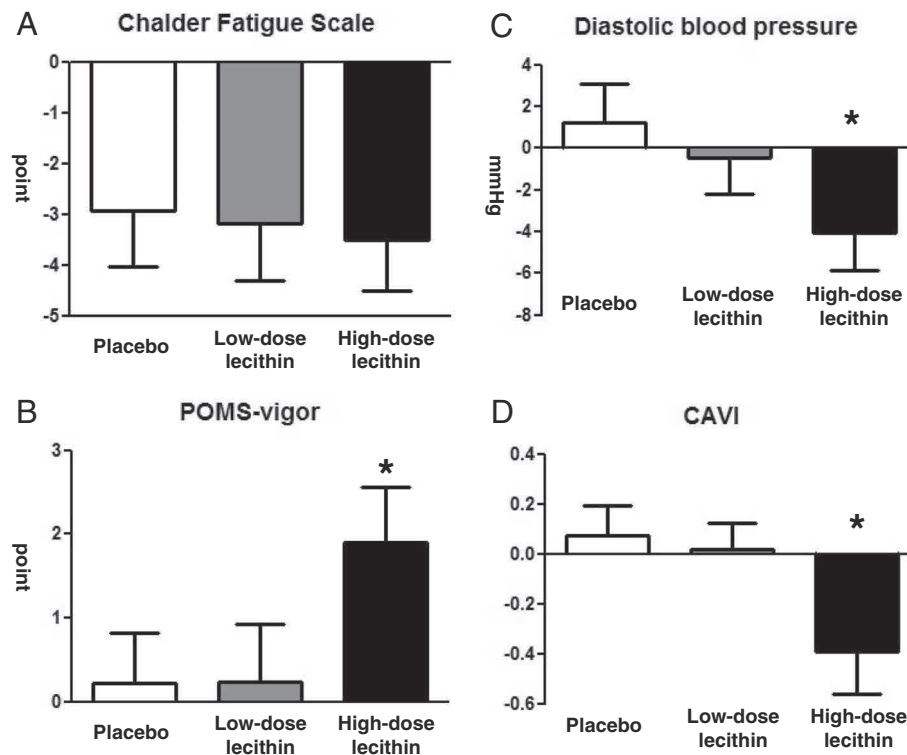 A
Chalder Fatigue Scale
0
-1
-2
-3
-4
-5
point
Placebo
Low-dose
lecithin
High-dose
lecithin
B
POMS-vigor
3
2
1
0
point
*
Placebo
Low-dose
lecithin
High-dose
lecithin
C
Diastolic blood pressure
4
2
0
-2
-4
-6
-8
mmHg
*
Placebo
Low-dose
lecithin
High-dose
lecithin
D
CAVI
0.4
0.2
0.0
-0.2
-0.4
-0.6
*
Placebo
Low-dose
lecithin
High-dose
lecithin